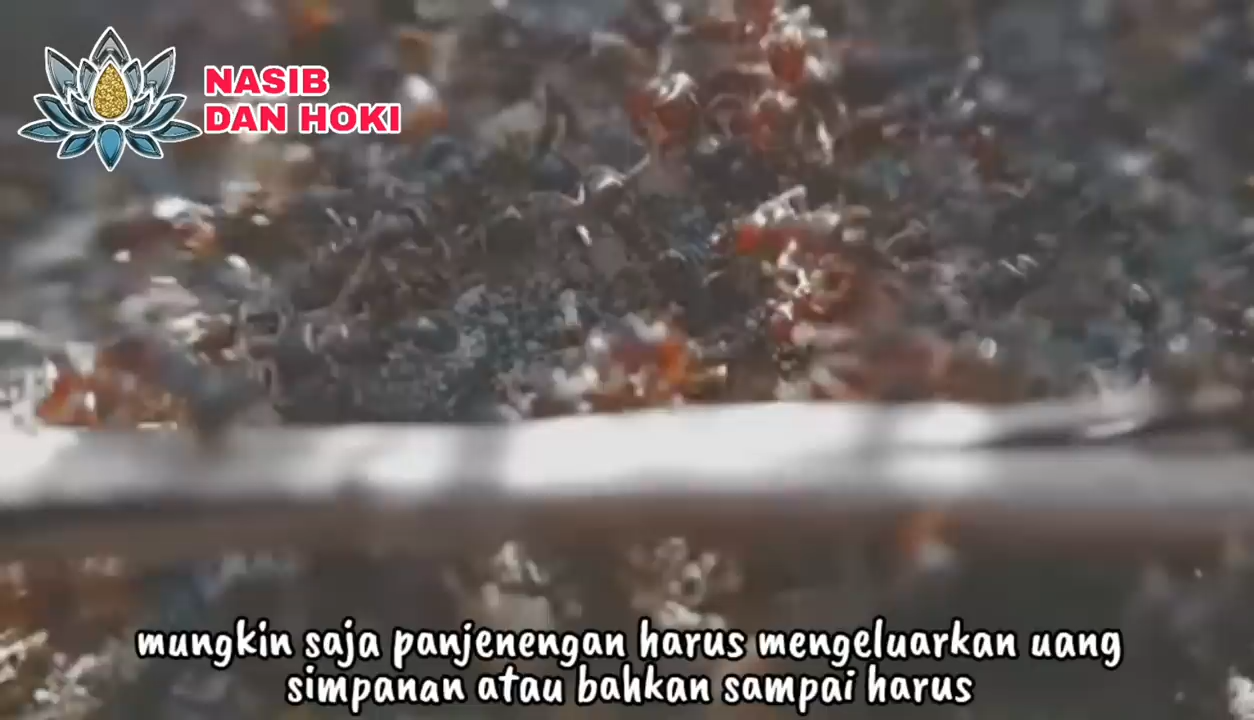 NASIB
DAN HOKI
mungkin saja panjenengan harus mengeluarkan uang
simpanan atau bahkan sampai harus